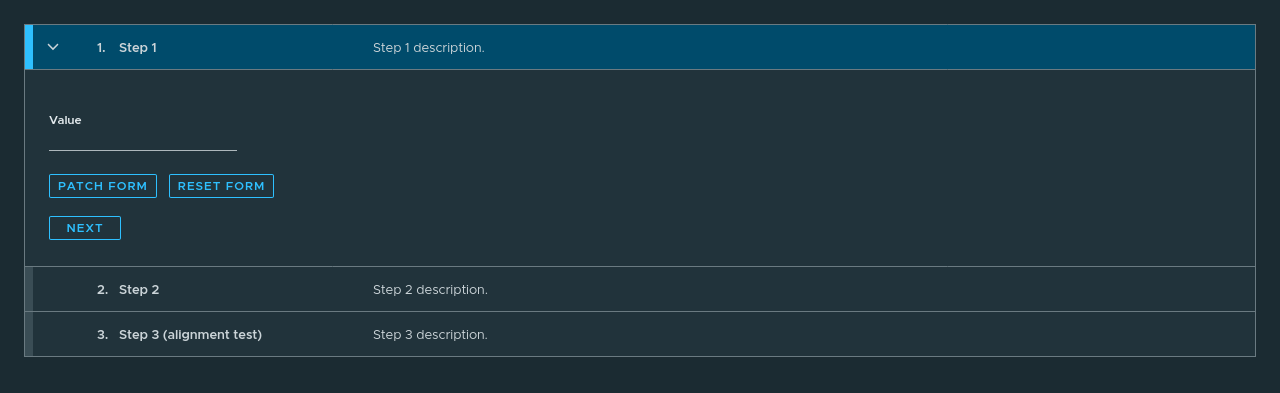 1. Step 1 Step 1 description.
Value
PATCH FORM RESET FORM
NEXT
2. Step 2 Step 2 description.
3. Step 3 (alignment test) Step 3 description.